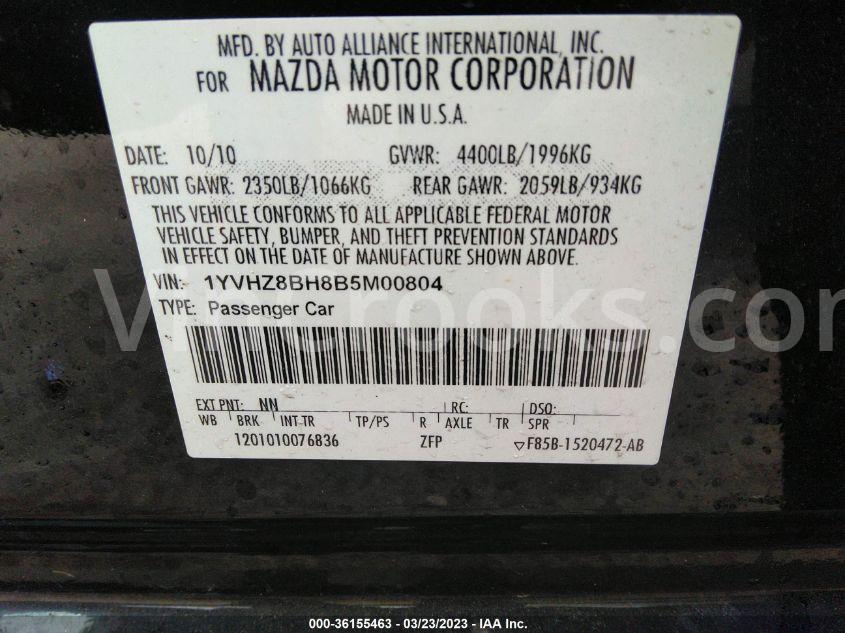 MFD. BY AUTO ALLIANCE INTERNATIONAL, INC.
FOR MAZDA MOTOR CORPORATION
MADE IN U.S.A.
DATE: 10/10 GVWR: 4400LB/1996KG
FRONT GAWR: 2350LB/1066KG REAR GAWR: 2059LB/934KG
THIS VEHICLE CONFORMS TO ALL APPLICABLE FEDERAL MOTOR
VEHICLE SAFETY, BUMPER, AND THEFT PREVENTION STANDARDS
IN EFFECT ON THE DATE OF MANUFACTURE SHOWN ABOVE.
VIN: 1YVHZ8BH8B5M00804
TYPE: Passenger Car
EXT PNT: NN RC: DSO:
WB BRK INT TR TP/PS R AXLE TR SPR
1201010076836 ZFP ▽F85B-1520472-AB
000-36155463 - 03/23/2023 - IAA Inc.